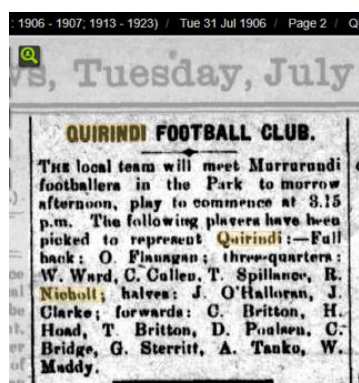 : 1906 - 1907; 1913 - 1923) / Tue 31 Jul 1906 / Page 2 / Q
s, Tuesday, July
QUIRINDI FOOTBALL CLUB.
THE local team will meet Murrurundi
footballers in the Park to morrow
afternoon, play to commence at 3.15
p.m. The following players have been
picked to represent Quirindi:—Full
back: O. Flanagan; three-quarters:
W. Ward, C. Cullen, T. Spillance, R.
Nicholt; halves: J. O'Halloran, J.
Clarke; forwards: C. Britton, H.
Hoad, T. Britton, D. Poulsen, C.
Bridge, G. Sterritt, A. Tanko, W.
Maddy.